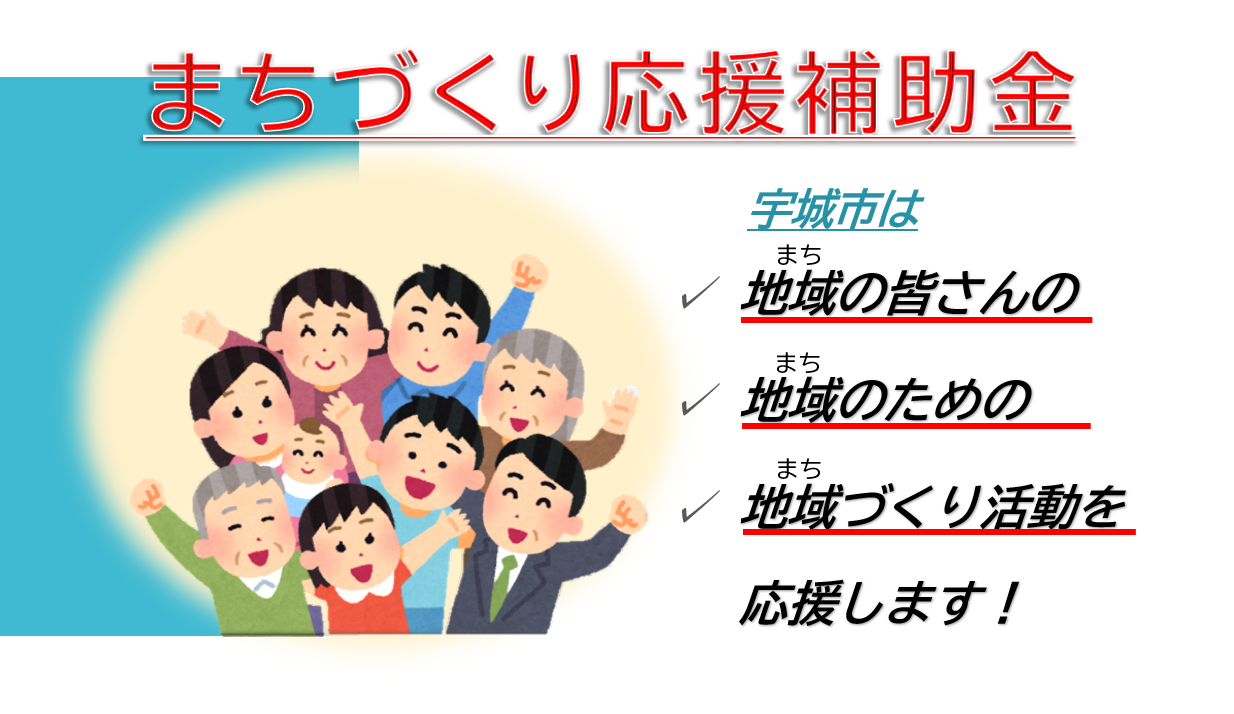 まちづくり応援補助金
宇城市は
まち
✓ 地域の皆さんの
まち
✓ 地域のための
まち
✓ 地域づくり活動を
応援します！